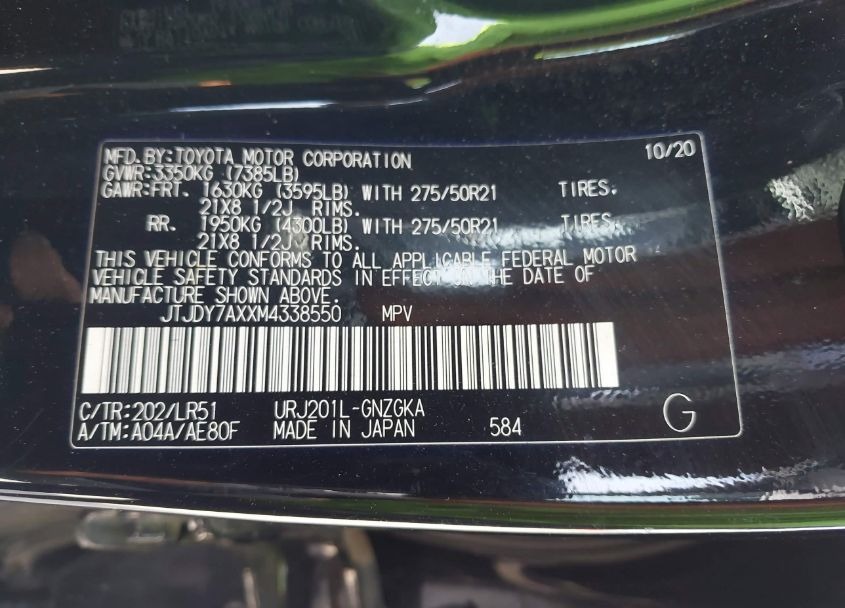 MFD. BY: TOYOTA MOTOR CORPORATION 10/20
GVWR: 3350KG (7385LB)
GAWR: FRT. 1630KG (3595LB) WITH 275/50R21 TIRES.
21X8 1/2J RIMS.
RR. 1950KG (4300LB) WITH 275/50R21 TIRES.
21X8 1/2J RIMS.
THIS VEHICLE CONFORMS TO ALL APPLICABLE FEDERAL MOTOR
VEHICLE SAFETY STANDARDS IN EFFECT ON THE DATE OF
MANUFACTURE SHOWN ABOVE.
JTJDY7AXXM4338550 MPV
C/TR: 202/LR51 URJ201L-GNZGKA
A/TM: A04A/AE80F MADE IN JAPAN 584 G